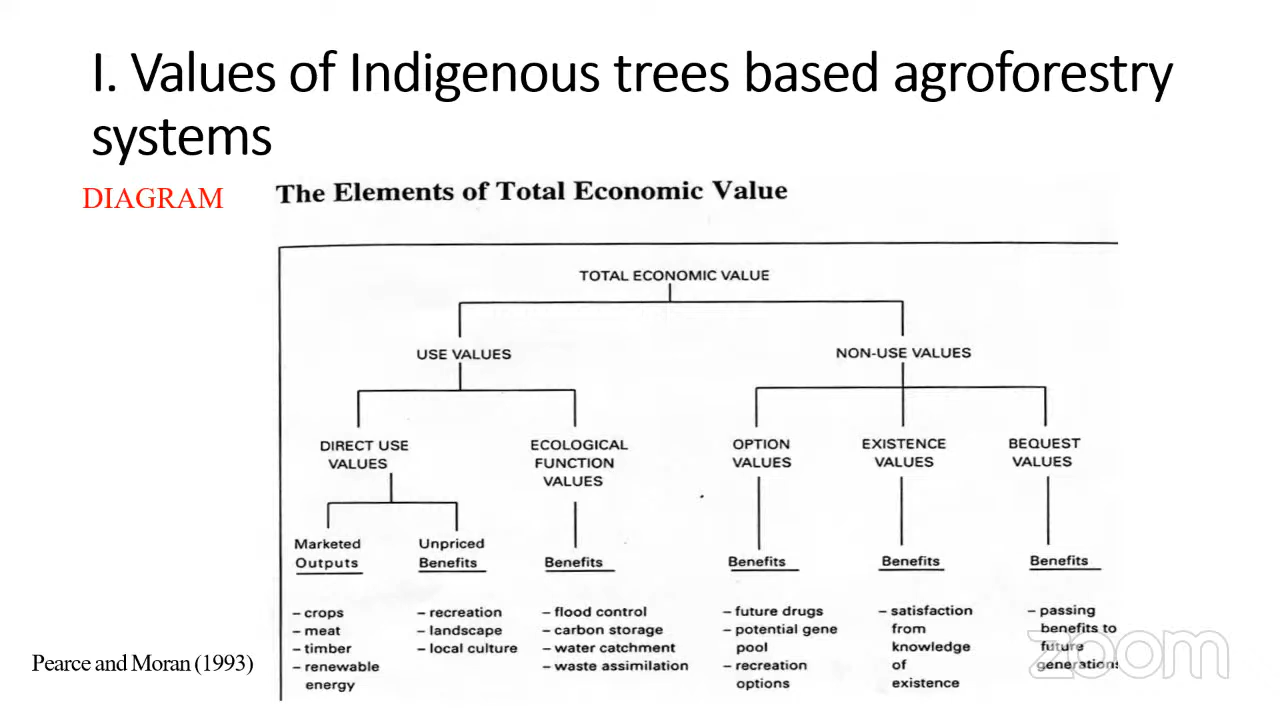 I. Values of Indigenous trees based agroforestry
systems
DIAGRAM
The Elements of Total Economic Value
TOTAL ECONOMIC VALUE
USE VALUES
NON-USE VALUES
DIRECT USE
VALUES
ECOLOGICAL
FUNCTION
VALUES
OPTION
VALUES
EXISTENCE
VALUES
BEQUEST
VALUES
Marketed
Outputs
Unpriced
Benefits
Benefits
Benefits
Benefits
Benefits
– crops
– meat
– timber
– renewable
energy
– recreation
– landscape
– local culture
– flood control
– carbon storage
– water catchment
– waste assimilation
– future drugs
– potential gene
pool
– recreation
options
– satisfaction
from
knowledge
of
existence
– passing
benefits to
future
generations
Pearce and Moran (1993)
zoom